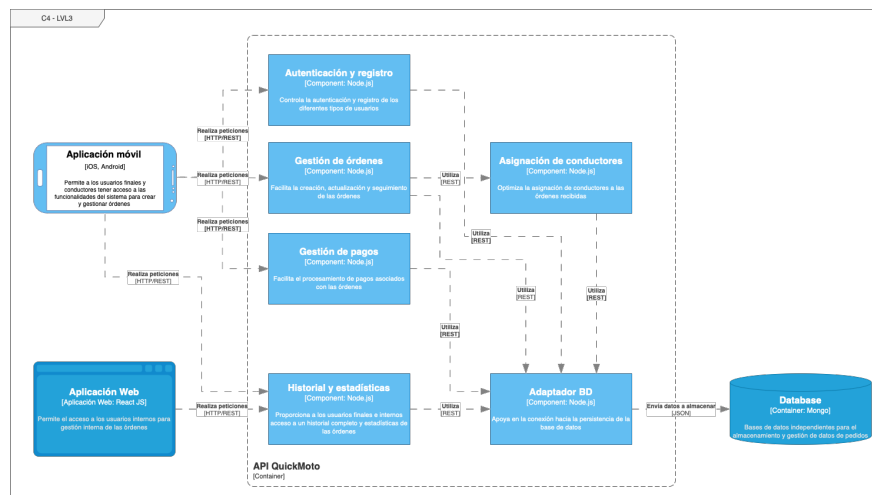 C4 - LVL3
Autenticación y registro
[Component: Node.js]
Controla la autenticación y registro de los
diferentes tipos de usuarios
Realiza peticiones
[HTTP/REST]
Aplicación móvil
[iOS, Android]
Permite a los usuarios finales y
conductores tener acceso a las
funcionalidades del sistema para crear
y gestionar órdenes
Realiza peticiones
[HTTP/REST]
Gestión de órdenes
[Component: Node.js]
Facilita la creación, actualización y seguimiento
de las órdenes
Utiliza
[REST]
Asignación de conductores
[Component: Node.js]
Optimiza la asignación de conductores a las
órdenes recibidas
Realiza peticiones
[HTTP/REST]
Utiliza
[REST]
Gestión de pagos
[Component: Node.js]
Facilita el procesamiento de pagos asociados
con las órdenes
Realiza peticiones
[HTTP/REST]
Utiliza
[REST]
Utiliza
[REST]
Utiliza
[REST]
Aplicación Web
[Aplicación Web: React JS]
Permite el acceso a los usuarios internos para
gestión interna de las órdenes
Realiza peticiones
[HTTP/REST]
Historial y estadísticas
[Component: Node.js]
Proporciona a los usuarios finales e internos
acceso a un historial completo y estadísticas de
las órdenes
Utiliza
[REST]
Adaptador BD
[Component: Node.js]
Apoya en la conexión hacia la persistencia de la
base de datos
Envía datos a almacenar
[JSON]
Database
[Container: Mongo]
Bases de datos independientes para el
almacenamiento y gestión de datos de pedidos
API QuickMoto
[Container]